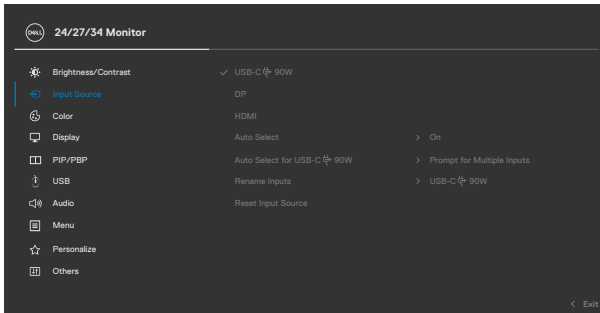 DELL 24/27/34 Monitor
Brightness/Contrast USB-C 90W
Input Source DP
Color HDMI
Display Auto Select On
PIP/PBP Auto Select for USB-C 90W Prompt for Multiple Inputs
USB Rename Inputs USB-C 90W
Audio Reset Input Source
Menu
Personalize
Others
Exit